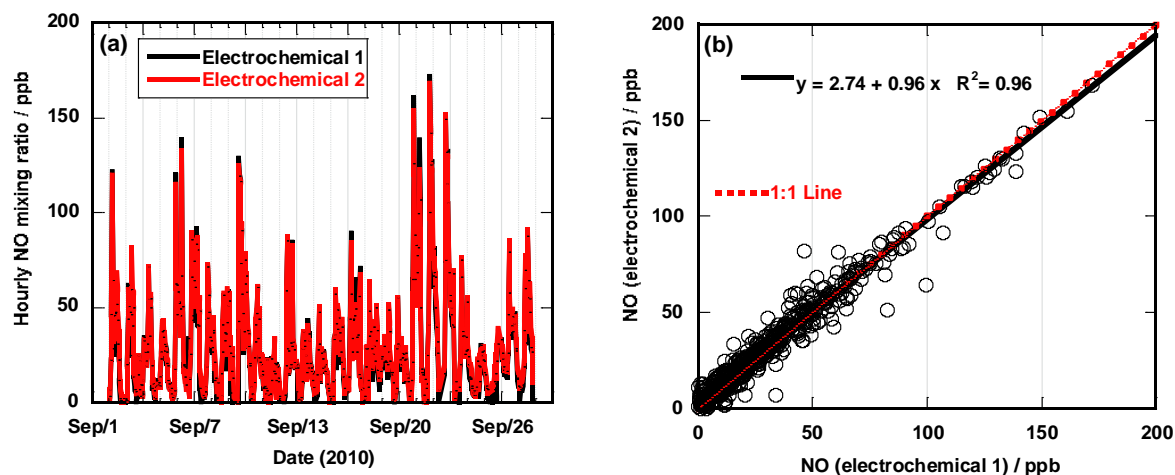 (a)
Electrochemical 1
Electrochemical 2
Hourly NO mixing ratio / ppb
200
150
100
50
0
Sep/1 Sep/7 Sep/13 Sep/20 Sep/26
Date (2010)
(b)
y = 2.74 + 0.96 x R²= 0.96
1:1 Line
NO (electrochemical 2) / ppb
200
150
100
50
0
0 50 100 150 200
NO (electrochemical 1) / ppb